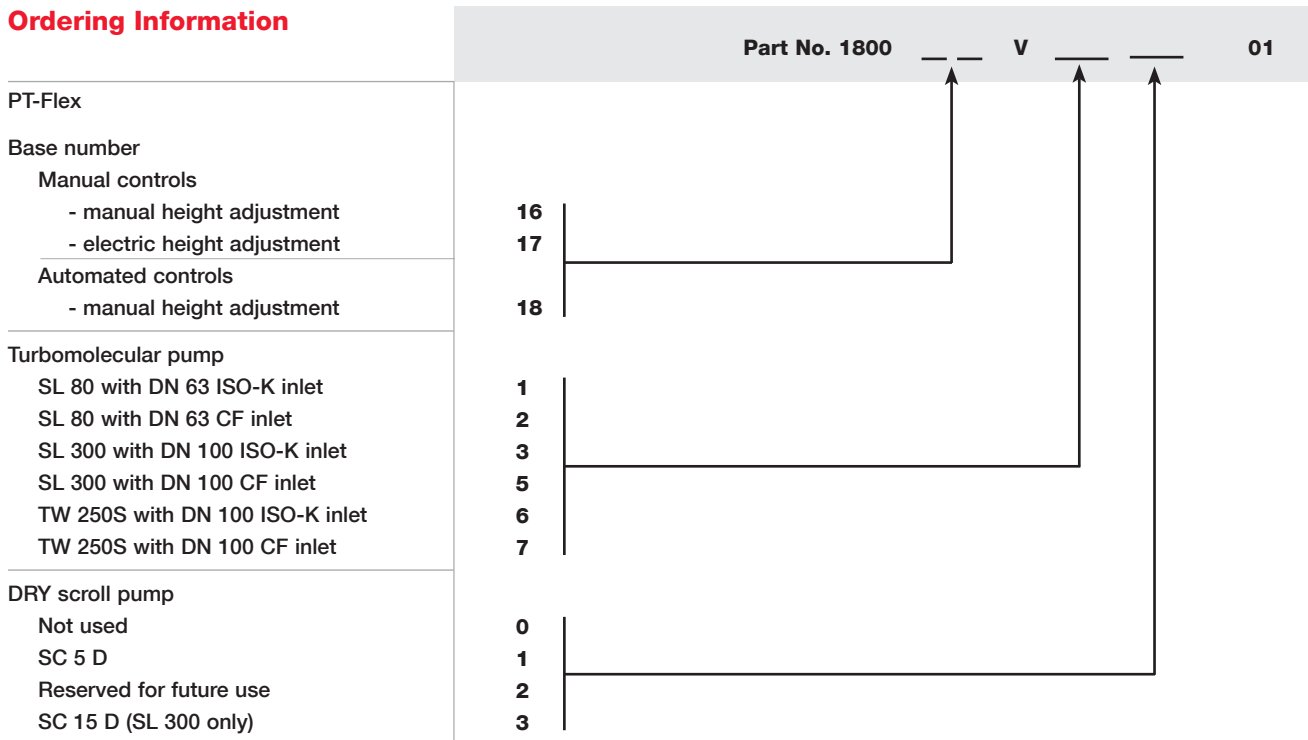 Ordering Information
Part No. 1800 __ __ V ____ ____ 01
PT-Flex
Base number
Manual controls
- manual height adjustment 16
- electric height adjustment 17
Automated controls
- manual height adjustment 18
Turbomolecular pump
SL 80 with DN 63 ISO-K inlet 1
SL 80 with DN 63 CF inlet 2
SL 300 with DN 100 ISO-K inlet 3
SL 300 with DN 100 CF inlet 5
TW 250S with DN 100 ISO-K inlet 6
TW 250S with DN 100 CF inlet 7
DRY scroll pump
Not used 0
SC 5 D 1
Reserved for future use 2
SC 15 D (SL 300 only) 3